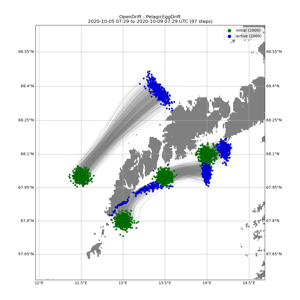 OpenDrift - PelagicEggDrift
2020-10-05 07:29 to 2020-10-09 07:29 UTC (97 steps)
initial (2000)
active (2000)
68.55°N
68.55°N
68.4°N
68.4°N
68.25°N
68.25°N
68.1°N
68.1°N
67.95°N
67.95°N
67.8°N
67.8°N
67.65°N
67.65°N
12°E
12.5°E
13°E
13.5°E
14°E
14.5°E